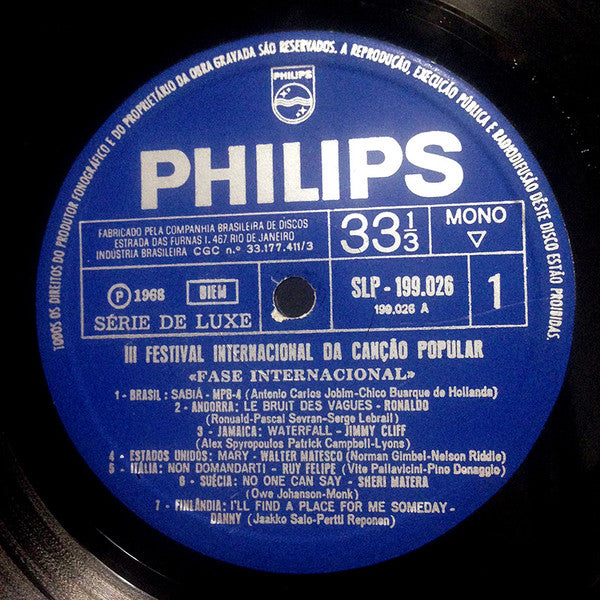 TODOS OS DIREITOS DO PRODUTOR FONOGRÁFICO E DO PROPRIETÁRIO DA OBRA GRAVADA SÃO RESERVADOS. A REPRODUÇÃO, EXECUÇÃO PÚBLICA E RADIODIFUSÃO DÊSTE DISCO ESTÃO PROIBIDAS.
PHILIPS
PHILIPS
FABRICADO PELA COMPANHIA BRASILEIRA DE DISCOS
ESTRADA DAS FURNAS I. 467. RIO DE JANEIRO
INDÚSTRIA BRASILEIRA CGC n.º 33.177.411/3
33 1/3
MONO
℗ 1968
BIEM
SÉRIE DE LUXE
SLP - 199.026
199.026 A
1
III FESTIVAL INTERNACIONAL DA CANÇÃO POPULAR
«FASE INTERNACIONAL»
1 - BRASIL: SABIÁ - MPB-4 (Antonio Carlos Jobim-Chico Buarque de Hollanda)
2 - ANDORRA: LE BRUIT DES VAGUES - RONALDO
(Ronuald-Pascal Sevran-Serge Lebrail)
3 - JAMAICA: WATERFALL - JIMMY CLIFF
(Alex Spyropoulos Patrick Campbell-Lyons)
4 - ESTADOS UNIDOS: MARY - WALTER MATESCO (Norman Gimbel-Nelson Riddle)
5 - ITÁLIA: NON DOMANDARTI - RUY FELIPE (Vite Pallavicini-Pino Donaggio)
6 - SUÉCIA: NO ONE CAN SAY - SHERI MATERA
(Owe Johanson-Monk)
7 - FINLÂNDIA: I'LL FIND A PLACE FOR ME SOMEDAY -
DANNY (Jaakko Salo-Pertti Reponen)